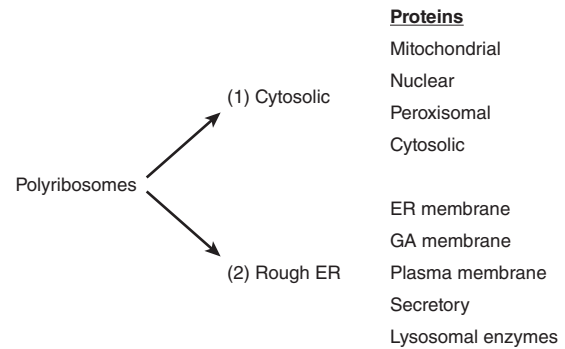 Proteins
Mitochondrial
Nuclear
(1) Cytosolic
Peroxisomal
Cytosolic
Polyribosomes
ER membrane
GA membrane
(2) Rough ER
Plasma membrane
Secretory
Lysosomal enzymes